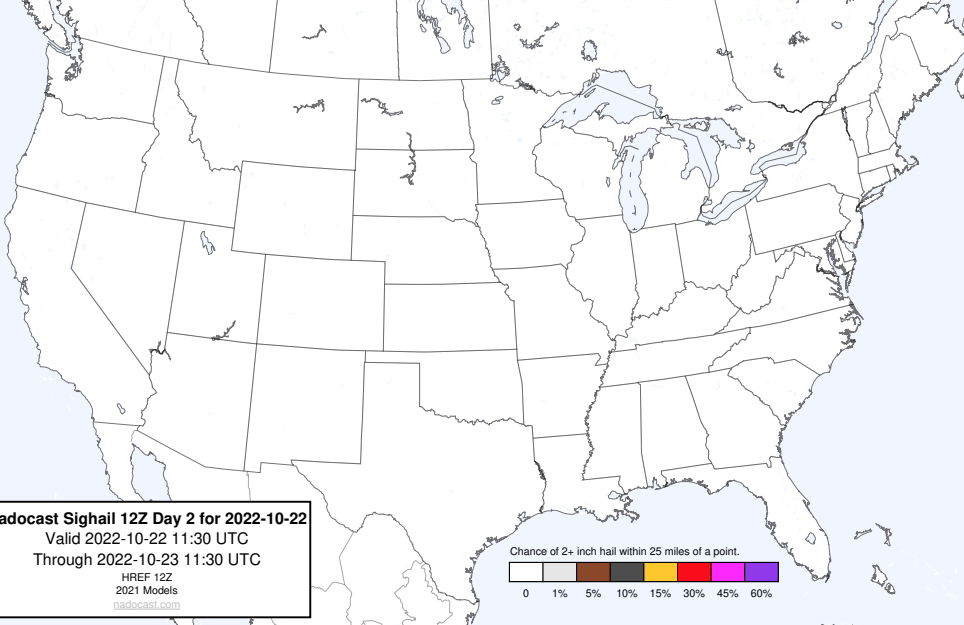 adocast Sighail 12Z Day 2 for 2022-10-22
Valid 2022-10-22 11:30 UTC
Through 2022-10-23 11:30 UTC
HREF 12Z
2021 Models
nadocast.com
Chance of 2+ inch hail within 25 miles of a point.
0 1% 5% 10% 15% 30% 45% 60%